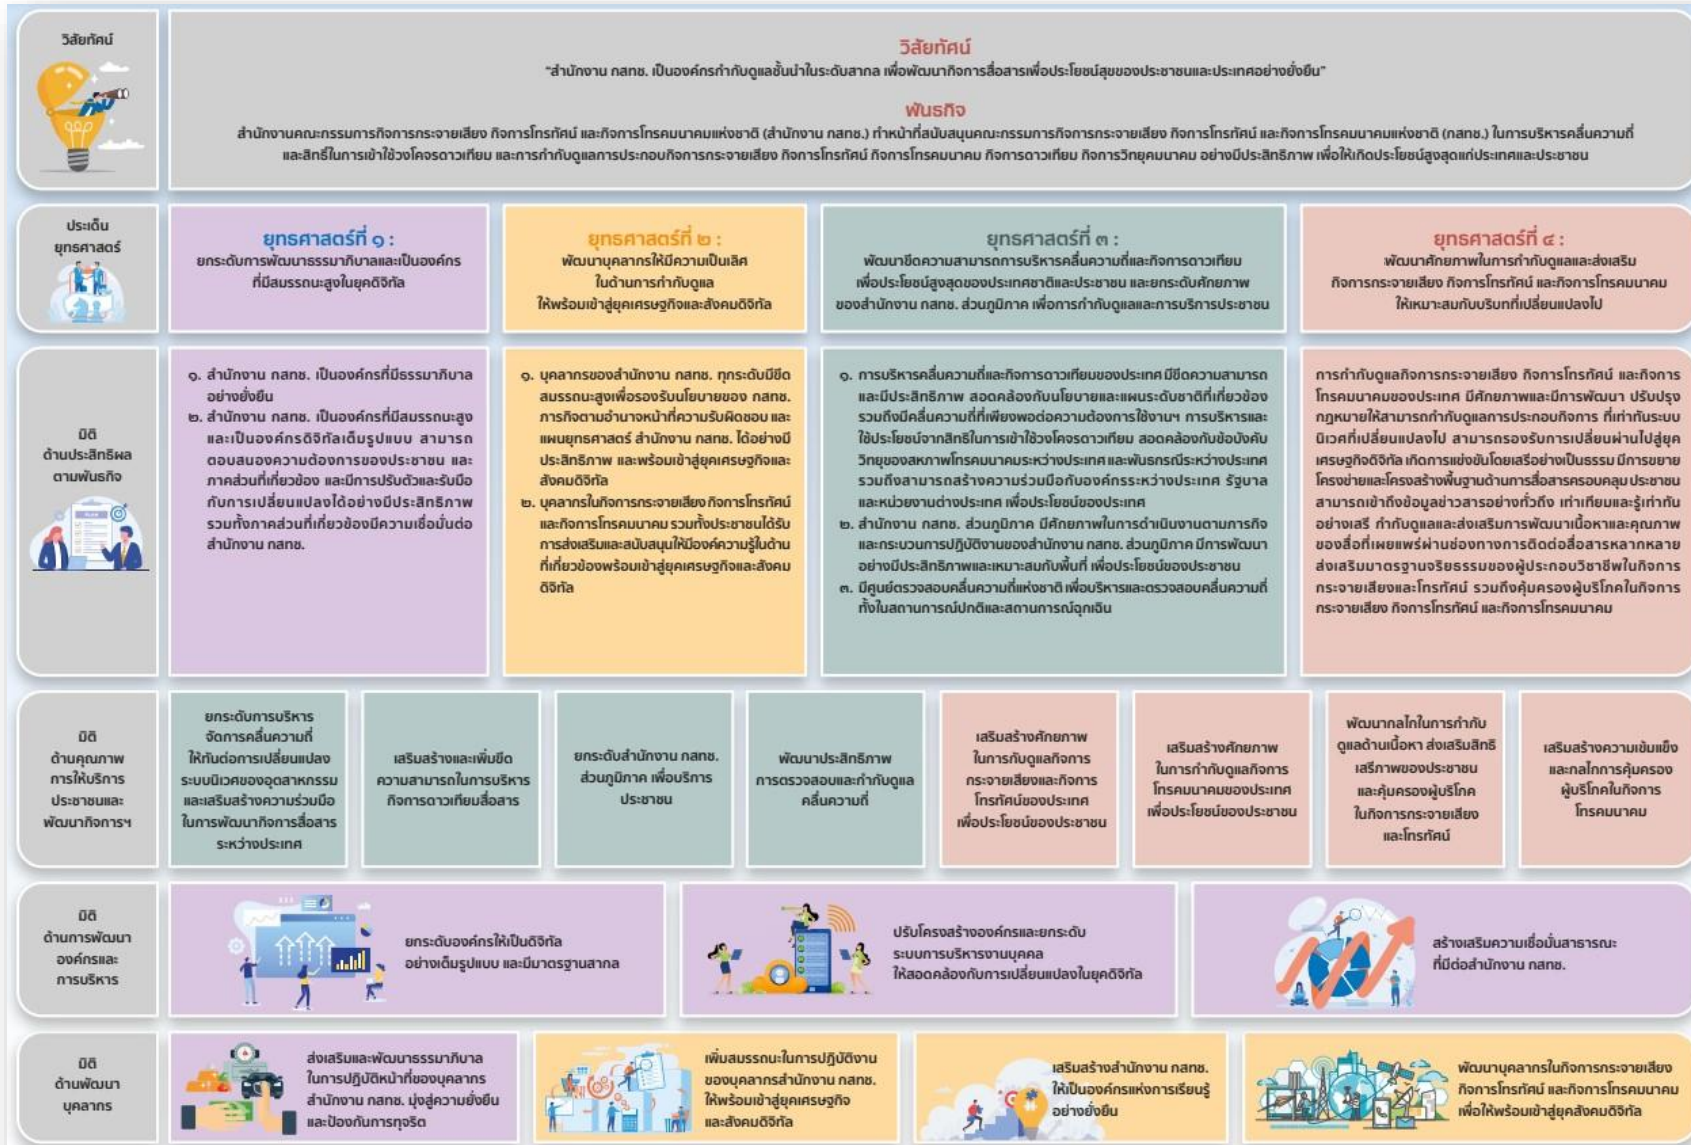 วิสัยทัศน์
วิสัยทัศน์
"สำนักงาน กสทช. เป็นองค์กรกำกับดูแลชั้นนำในระดับสากล เพื่อพัฒนากิจการสื่อสารเพื่อประโยชน์สุขของประชาชนและประเทศอย่างยั่งยืน"
พันธกิจ
สำนักงานคณะกรรมการกิจการกระจายเสียง กิจการโทรทัศน์ และกิจการโทรคมนาคมแห่งชาติ (สำนักงาน กสทช.) ทำหน้าที่สนับสนุนคณะกรรมการกิจการกระจายเสียง กิจการโทรทัศน์ และกิจการโทรคมนาคมแห่งชาติ (กสทช.) ในการบริหารคลื่นความถี่
และสิทธิในการเข้าใช้วงโคจรดาวเทียม และการกำกับดูแลการประกอบกิจการกระจายเสียง กิจการโทรทัศน์ กิจการโทรคมนาคม กิจการดาวเทียม กิจการวิทยุคมนาคม อย่างมีประสิทธิภาพ เพื่อให้เกิดประโยชน์สูงสุดแก่ประเทศและประชาชน
ประเด็น
ยุทธศาสตร์
ยุทธศาสตร์ที่ ๑ :
ยกระดับการพัฒนาธรรมาภิบาลและเป็นองค์กร
ที่มีสมรรถนะสูงในยุคดิจิทัล
ยุทธศาสตร์ที่ ๒ :
พัฒนาบุคลากรให้มีความเป็นเลิศ
ในด้านการกำกับดูแล
ให้พร้อมเข้าสู่ยุคเศรษฐกิจและสังคมดิจิทัล
ยุทธศาสตร์ที่ ๓ :
พัฒนาขีดความสามารถการบริหารคลื่นความถี่และกิจการดาวเทียม
เพื่อประโยชน์สูงสุดของประเทศชาติและประชาชน และยกระดับศักยภาพ
ของสำนักงาน กสทช. ส่วนภูมิภาค เพื่อการกำกับดูแลและการบริการประชาชน
ยุทธศาสตร์ที่ ๔ :
พัฒนาศักยภาพในการกำกับดูแลและส่งเสริม
กิจการกระจายเสียง กิจการโทรทัศน์ และกิจการโทรคมนาคม
ให้เหมาะสมกับบริบทที่เปลี่ยนแปลงไป
มิติ
ด้านประสิทธิผล
ตามพันธกิจ
๑. สำนักงาน กสทช. เป็นองค์กรที่มีธรรมาภิบาล
อย่างยั่งยืน
๒. สำนักงาน กสทช. เป็นองค์กรที่มีสมรรถนะสูง
และเป็นองค์กรดิจิทัลเต็มรูปแบบ สามารถ
ตอบสนองความต้องการของประชาชน และ
ภาคส่วนที่เกี่ยวข้อง และมีการปรับตัวและรับมือ
กับการเปลี่ยนแปลงได้อย่างมีประสิทธิภาพ
รวมทั้งภาคส่วนที่เกี่ยวข้องมีความเชื่อมั่นต่อ
สำนักงาน กสทช.
๑. บุคลากรของสำนักงาน กสทช. ทุกระดับมีขีด
สมรรถนะสูงเพื่อรองรับนโยบายของ กสทช.
ภารกิจตามอำนาจหน้าที่ความรับผิดชอบ และ
แผนยุทธศาสตร์ สำนักงาน กสทช. ได้อย่างมี
ประสิทธิภาพ และพร้อมเข้าสู่ยุคเศรษฐกิจและ
สังคมดิจิทัล
๒. บุคลากรในกิจการกระจายเสียง กิจการโทรทัศน์
และกิจการโทรคมนาคม รวมทั้งประชาชนได้รับ
การส่งเสริมและสนับสนุนให้มีองค์ความรู้ในด้าน
ที่เกี่ยวข้องพร้อมเข้าสู่ยุคเศรษฐกิจและสังคม
ดิจิทัล
๑. การบริหารคลื่นความถี่และกิจการดาวเทียมของประเทศ มีขีดความสามารถ
และมีประสิทธิภาพ สอดคล้องกับนโยบายและแผนระดับชาติที่เกี่ยวข้อง
รวมถึงมีคลื่นความถี่ที่เพียงพอต่อความต้องการใช้งานฯ การบริหารและ
ใช้ประโยชน์จากสิทธิในการเข้าใช้วงโคจรดาวเทียม สอดคล้องกับข้อบังคับ
วิทยุของสหภาพโทรคมนาคมระหว่างประเทศ และพันธกรณีระหว่างประเทศ
รวมถึงสามารถสร้างความร่วมมือกับองค์กรระหว่างประเทศ รัฐบาล
และหน่วยงานต่างประเทศ เพื่อประโยชน์ของประเทศ
๒. สำนักงาน กสทช. ส่วนภูมิภาค มีศักยภาพในการดำเนินงานตามภารกิจ
และกระบวนการปฏิบัติงานของสำนักงาน กสทช. ส่วนภูมิภาค มีการพัฒนา
อย่างมีประสิทธิภาพและเหมาะสมกับพื้นที่ เพื่อประโยชน์ของประชาชน
๓. มีศูนย์ตรวจสอบคลื่นความถี่แห่งชาติ เพื่อบริหารและตรวจสอบคลื่นความถี่
ทั้งในสถานการณ์ปกติและสถานการณ์ฉุกเฉิน
การกำกับดูแลกิจการกระจายเสียง กิจการโทรทัศน์ และกิจการ
โทรคมนาคมของประเทศ มีศักยภาพและมีการพัฒนา ปรับปรุง
กฎหมายให้สามารถกำกับดูแลการประกอบกิจการ ที่เท่าทันระบบ
นิเวศที่เปลี่ยนแปลงไป สามารถรองรับการเปลี่ยนผ่านไปสู่ยุค
เศรษฐกิจดิจิทัล เกิดการแข่งขันโดยเสรีอย่างเป็นธรรม มีการขยาย
โครงข่ายและโครงสร้างพื้นฐานด้านการสื่อสารครอบคลุม ประชาชน
สามารถเข้าถึงข้อมูลข่าวสารอย่างทั่วถึง เท่าเทียมและรู้เท่ากัน
อย่างเสรี กำกับดูแลและส่งเสริมการพัฒนาเนื้อหาและคุณภาพ
ของสื่อที่เผยแพร่ผ่านช่องทางการติดต่อสื่อสารหลากหลาย
ส่งเสริมมาตรฐานจริยธรรมของผู้ประกอบวิชาชีพในกิจการ
กระจายเสียงและโทรทัศน์ รวมถึงคุ้มครองผู้บริโภคในกิจการ
กระจายเสียง กิจการโทรทัศน์ และกิจการโทรคมนาคม
มิติ
ด้านคุณภาพ
การให้บริการ
ประชาชนและ
พัฒนากิจการฯ
ยกระดับการบริหาร
จัดการคลื่นความถี่
ให้ทันต่อการเปลี่ยนแปลง
ระบบนิเวศของอุตสาหกรรม
และเสริมสร้างความร่วมมือ
ในการพัฒนากิจการสื่อสาร
ระหว่างประเทศ
เสริมสร้างและเพิ่มขีด
ความสามารถในการบริหาร
กิจการดาวเทียมสื่อสาร
ยกระดับสำนักงาน กสทช.
ส่วนภูมิภาค เพื่อบริการ
ประชาชน
พัฒนาประสิทธิภาพ
การตรวจสอบและกำกับดูแล
คลื่นความถี่
เสริมสร้างศักยภาพ
ในการกับดูแลกิจการ
กระจายเสียงและกิจการ
โทรทัศน์ของประเทศ
เพื่อประโยชน์ของประชาชน
เสริมสร้างศักยภาพ
ในการกำกับดูแลกิจการ
โทรคมนาคมของประเทศ
เพื่อประโยชน์ของประชาชน
พัฒนากลไกในการกำกับ
ดูแลด้านเนื้อหา ส่งเสริมสิทธิ
เสรีภาพของประชาชน
และคุ้มครองผู้บริโภค
ในกิจการกระจายเสียง
และโทรทัศน์
เสริมสร้างความเข้มแข็ง
และกลไกการคุ้มครอง
ผู้บริโภคในกิจการ
โทรคมนาคม
มิติ
ด้านการพัฒนา
องค์กรและ
การบริหาร
ยกระดับองค์กรให้เป็นดิจิทัล
อย่างเต็มรูปแบบ และมีมาตรฐานสากล
ปรับโครงสร้างองค์กรและยกระดับ
ระบบการบริหารงานบุคคล
ให้สอดคล้องกับการเปลี่ยนแปลงในยุคดิจิทัล
สร้างเสริมความเชื่อมั่นสาธารณะ
ที่มีต่อสำนักงาน กสทช.
มิติ
ด้านพัฒนา
บุคลากร
ส่งเสริมและพัฒนาธรรมาภิบาล
ในการปฏิบัติหน้าที่ของบุคลากร
สำนักงาน กสทช. มุ่งสู่ความยั่งยืน
และป้องกันการทุจริต
เพิ่มสมรรถนะในการปฏิบัติงาน
ของบุคลากรสำนักงาน กสทช.
ให้พร้อมเข้าสู่ยุคเศรษฐกิจ
และสังคมดิจิทัล
เสริมสร้างสำนักงาน กสทช.
ให้เป็นองค์กรแห่งการเรียนรู้
อย่างยั่งยืน
พัฒนาบุคลากรในกิจการกระจายเสียง
กิจการโทรทัศน์ และกิจการโทรคมนาคม
เพื่อให้พร้อมเข้าสู่ยุคสังคมดิจิทัล